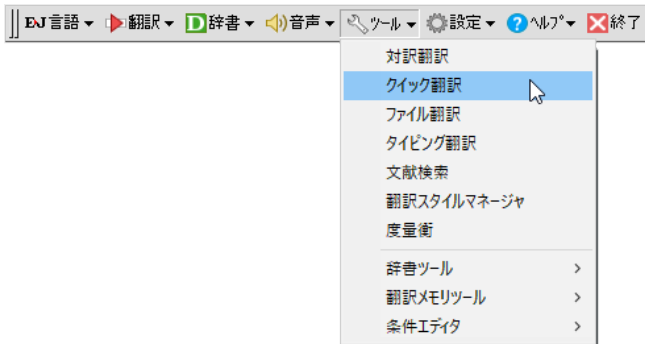 EJ 言語 翻訳 D 辞書 音声 ツール 設定 ? ヘルプ 終了
対訳翻訳
クイック翻訳
ファイル翻訳
タイピング翻訳
文献検索
翻訳スタイルマネージャ
度量衡
辞書ツール
翻訳メモリツール
条件エディタ